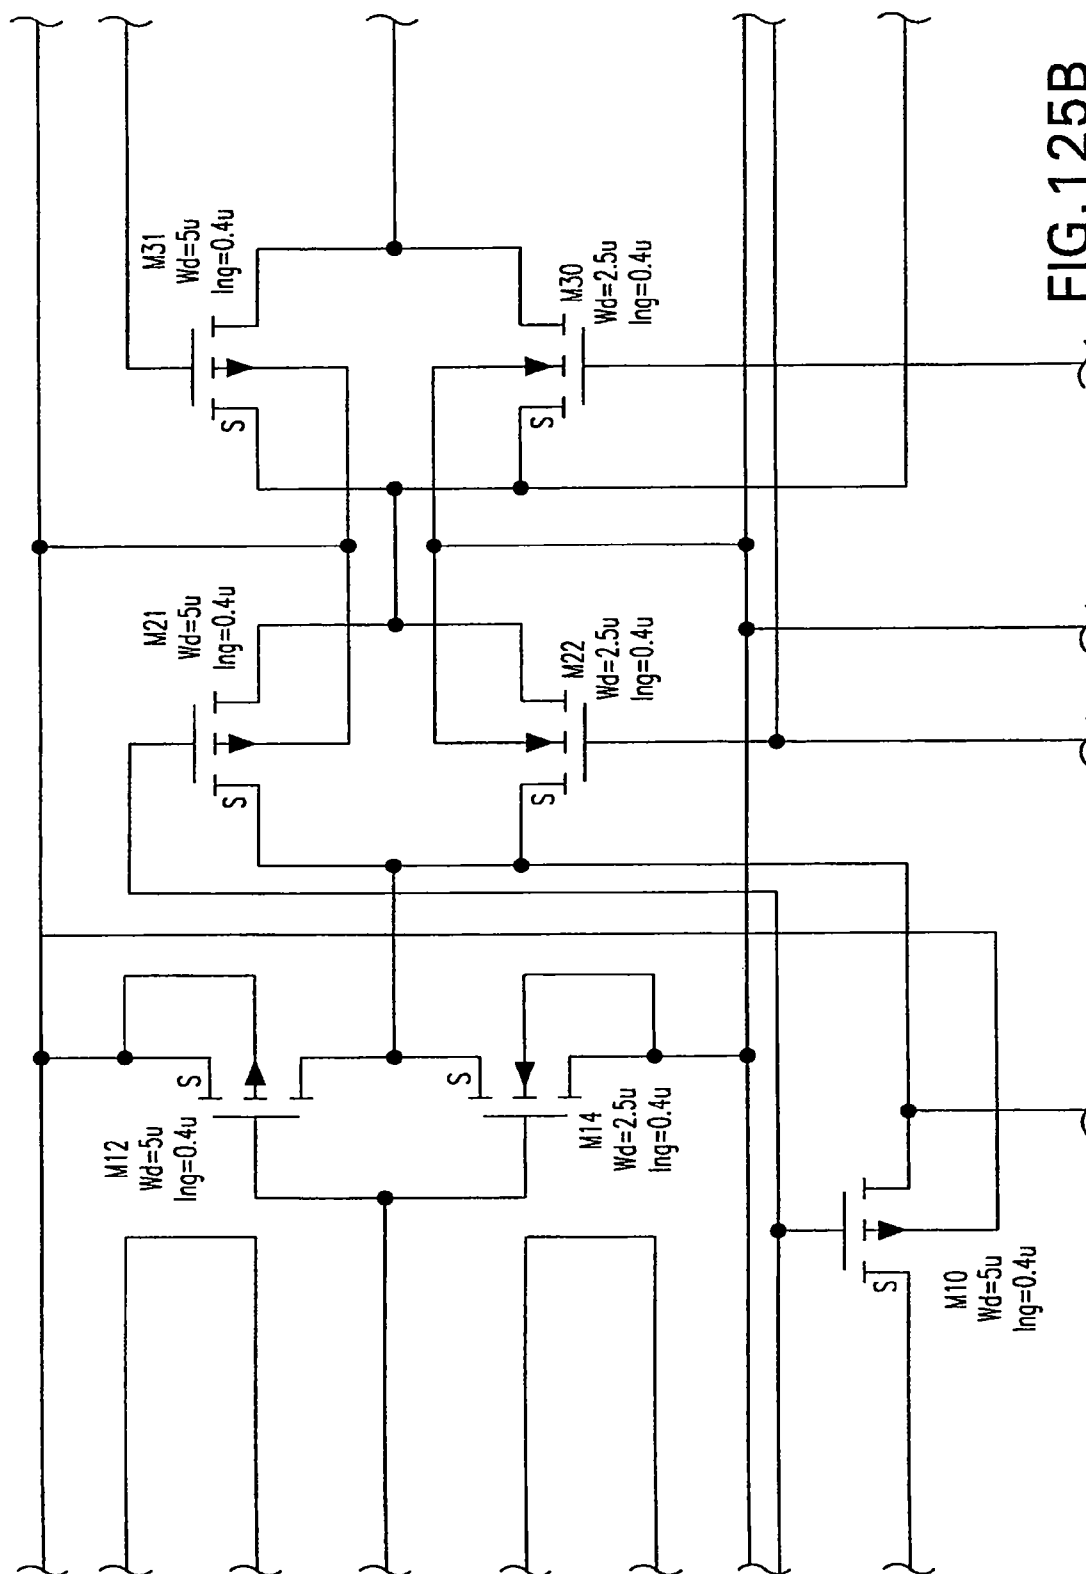 M31
Wd=5u
lng=0.4u
S
M30
Wd=2.5u
lng=0.4u
S
M21
Wd=5u
lng=0.4u
S
M22
Wd=2.5u
lng=0.4u
S
M12
Wd=5u
lng=0.4u
S
M14
Wd=2.5u
lng=0.4u
S
M10
Wd=5u
lng=0.4u
S
FIG.125B